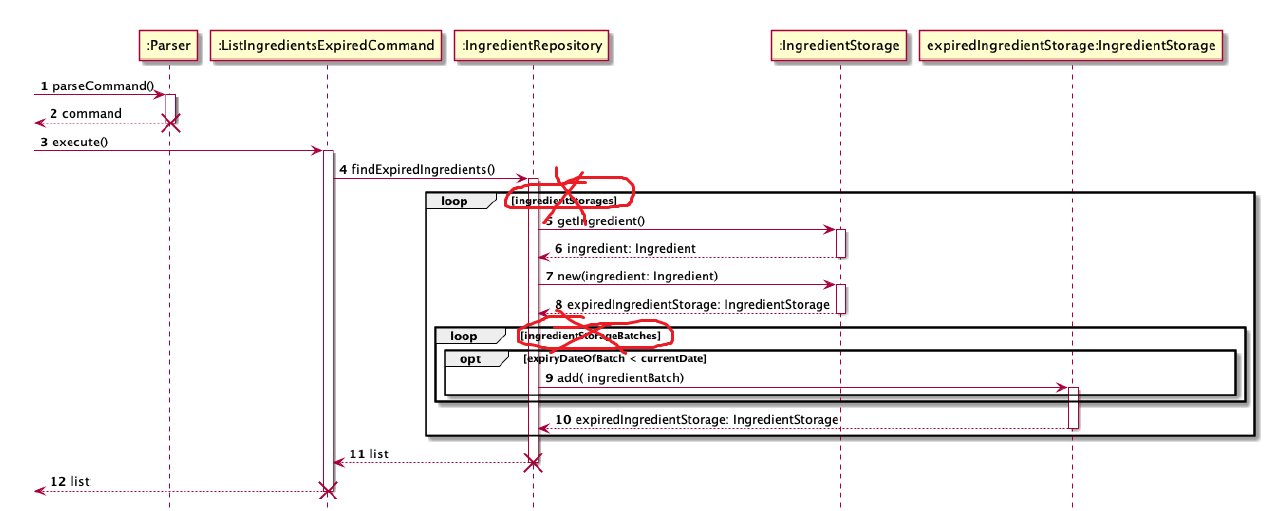 :Parser
:ListIngredientsExpiredCommand
:IngredientRepository
:IngredientStorage
expiredIngredientStorage:IngredientStorage
1 parseCommand()
2 command
3 execute()
4 findExpiredIngredients()
loop
[ingredientStorages]
5 getIngredient()
6 ingredient: Ingredient
7 new(ingredient: Ingredient)
8 expiredIngredientStorage: IngredientStorage
loop
[ingredientStorageBatches]
opt
[expiryDateOfBatch < currentDate]
9 add( ingredientBatch)
10 expiredIngredientStorage: IngredientStorage
11 list
12 list